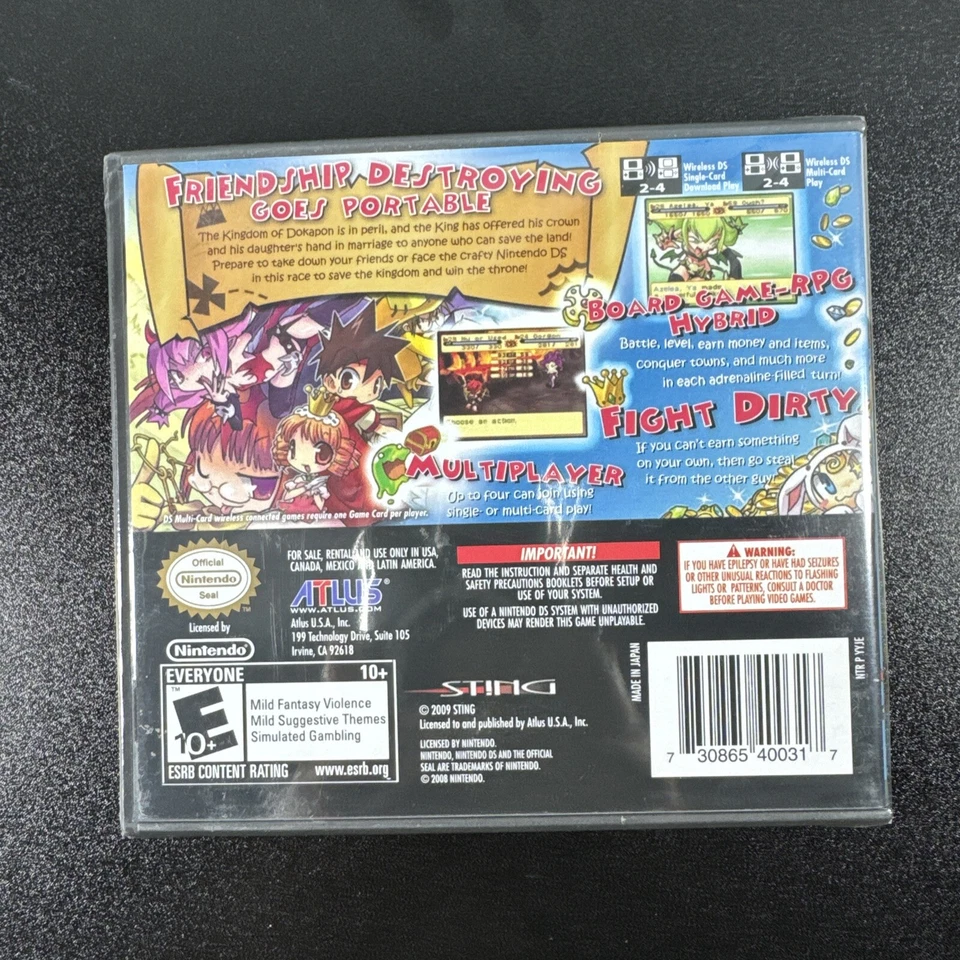 FRIENDSHIP DESTROYING
GOES PORTABLE
The Kingdom of Dokapon is in peril, and the King has offered his crown
and his daughter's hand in marriage to anyone who can save the land!
Prepare to take down your friends or face the crafty Nintendo DS
in this race to save the kingdom and win the throne!
2-4
Wireless DS
Single-Card
Download Play
2-4
Wireless DS
Multi-Card
Play
Azelea, Ya made
BOARD GAME-RPG
HYBRID
Battle, level, earn money and items,
conquer towns, and much more
in each adrenaline-filled turn!
Choose an action.
FIGHT DIRTY
If you can't earn something
on your own, then go steal
it from the other guy!
MULTIPLAYER
Up to four can join using
single- or multi-card play!
DS Multi-Card wireless connected games require one Game Card per player.
Official
Nintendo
Seal
TM
Licensed by
Nintendo
FOR SALE, RENTAL AND USE ONLY IN USA,
CANADA, MEXICO AND LATIN AMERICA.
ATLUS®
WWW.ATLUS.COM
Atlus U.S.A., Inc.
199 Technology Drive, Suite 105
Irvine, CA 92618
IMPORTANT!
READ THE INSTRUCTION AND SEPARATE HEALTH AND
SAFETY PRECAUTIONS BOOKLETS BEFORE SETUP OR
USE OF YOUR SYSTEM.
USE OF A NINTENDO DS SYSTEM WITH UNAUTHORIZED
DEVICES MAY RENDER THIS GAME UNPLAYABLE.
WARNING:
IF YOU HAVE EPILEPSY OR HAVE HAD SEIZURES
OR OTHER UNUSUAL REACTIONS TO FLASHING
LIGHTS OR PATTERNS, CONSULT A DOCTOR
BEFORE PLAYING VIDEO GAMES.
EVERYONE 10+
TM
E
10+
Mild Fantasy Violence
Mild Suggestive Themes
Simulated Gambling
ESRB CONTENT RATING www.esrb.org
STING
© 2009 STING
Licensed to and published by Atlus U.S.A., Inc.
LICENSED BY NINTENDO.
NINTENDO, NINTENDO DS AND THE OFFICIAL
SEAL ARE TRADEMARKS OF NINTENDO.
© 2008 NINTENDO.
MADE IN JAPAN
NTR P YYJE
7 30865 40031 7